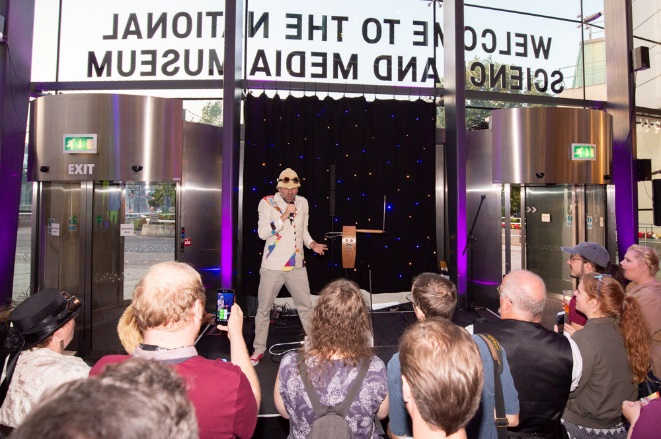 WELCOME TO THE NATIONAL
SCIENCE AND MEDIA MUSEUM
EXIT